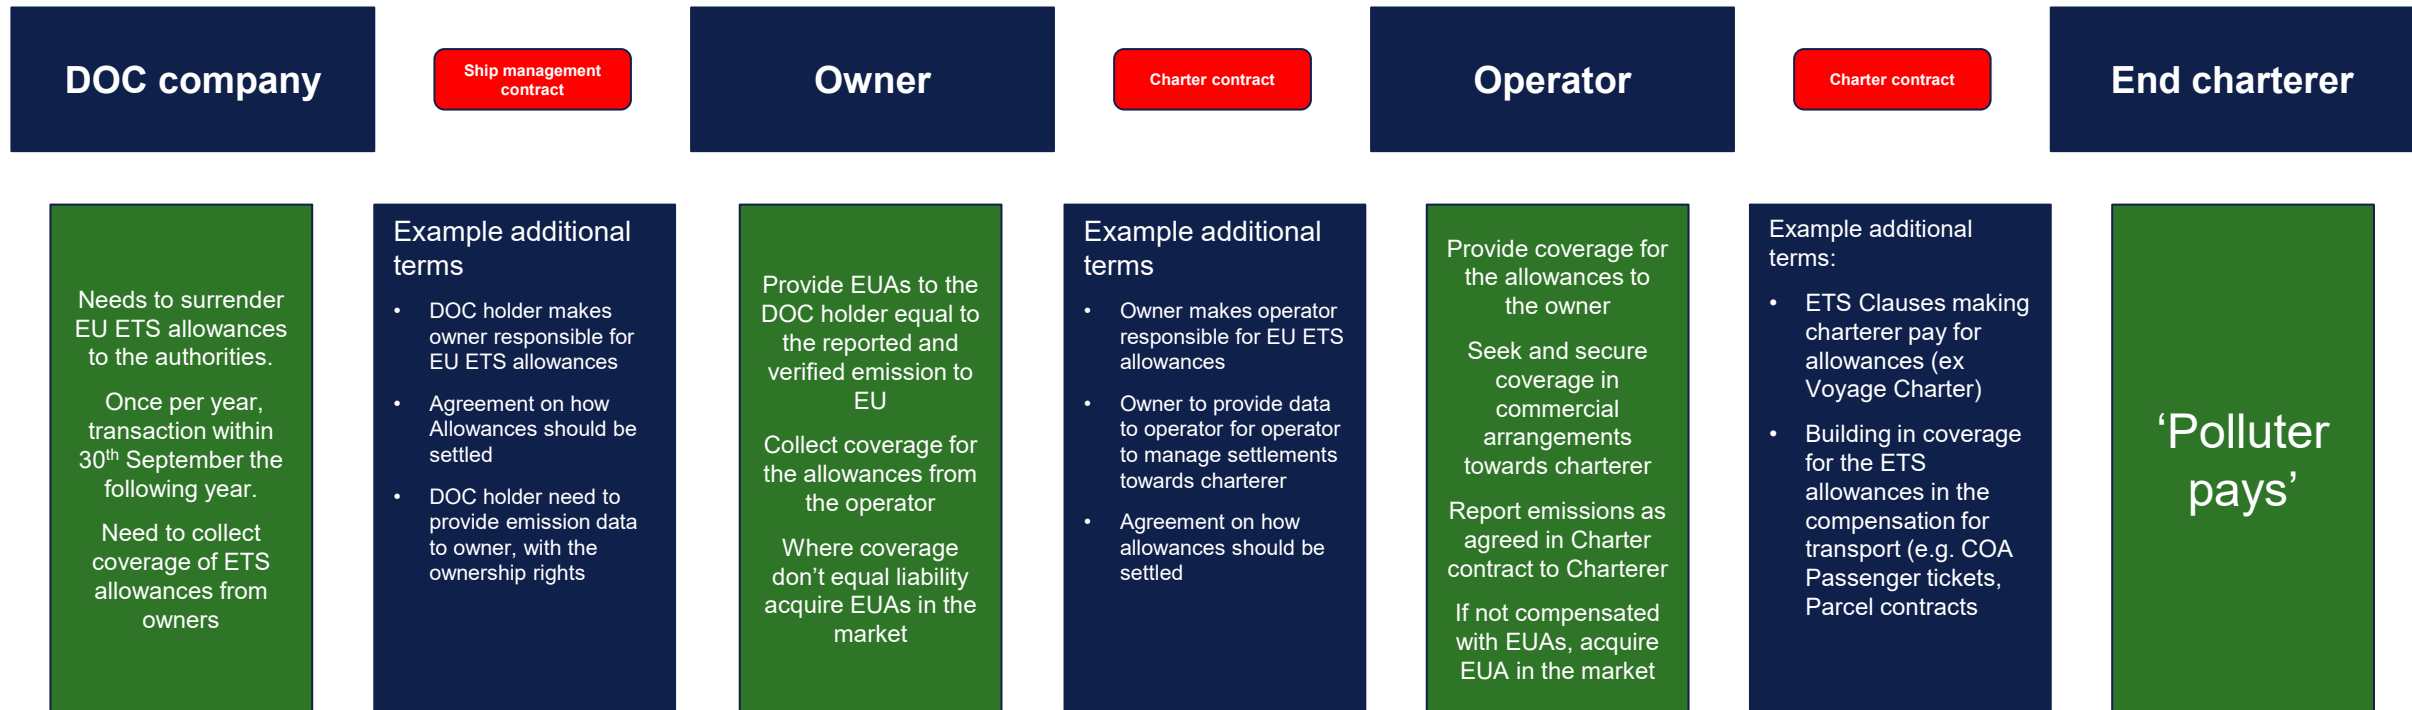 DOC company
Ship management
contract
Owner
Charter contract
Operator
Charter contract
End charterer
Needs to surrender
EU ETS allowances
to the authorities.
Once per year,
transaction within
30th September the
following year.
Need to collect
coverage of ETS
allowances from
owners
Example additional
terms
• DOC holder makes
owner responsible for
EU ETS allowances
• Agreement on how
Allowances should be
settled
• DOC holder need to
provide emission data
to owner, with the
ownership rights
Provide EUAs to the
DOC holder equal to
the reported and
verified emission to
EU
Collect coverage for
the allowances from
the operator
Where coverage
don’t equal liability
acquire EUAs in the
market
Example additional
terms
• Owner makes operator
responsible for EU ETS
allowances
• Owner to provide data
to operator for operator
to manage settlements
towards charterer
• Agreement on how
allowances should be
settled
Provide coverage for
the allowances to
the owner
Seek and secure
coverage in
commercial
arrangements
towards charterer
Report emissions as
agreed in Charter
contract to Charterer
If not compensated
with EUAs, acquire
EUA in the market
Example additional
terms:
• ETS Clauses making
charterer pay for
allowances (ex
Voyage Charter)
• Building in coverage
for the ETS
allowances in the
compensation for
transport (e.g. COA
Passenger tickets,
Parcel contracts
‘Polluter
pays’